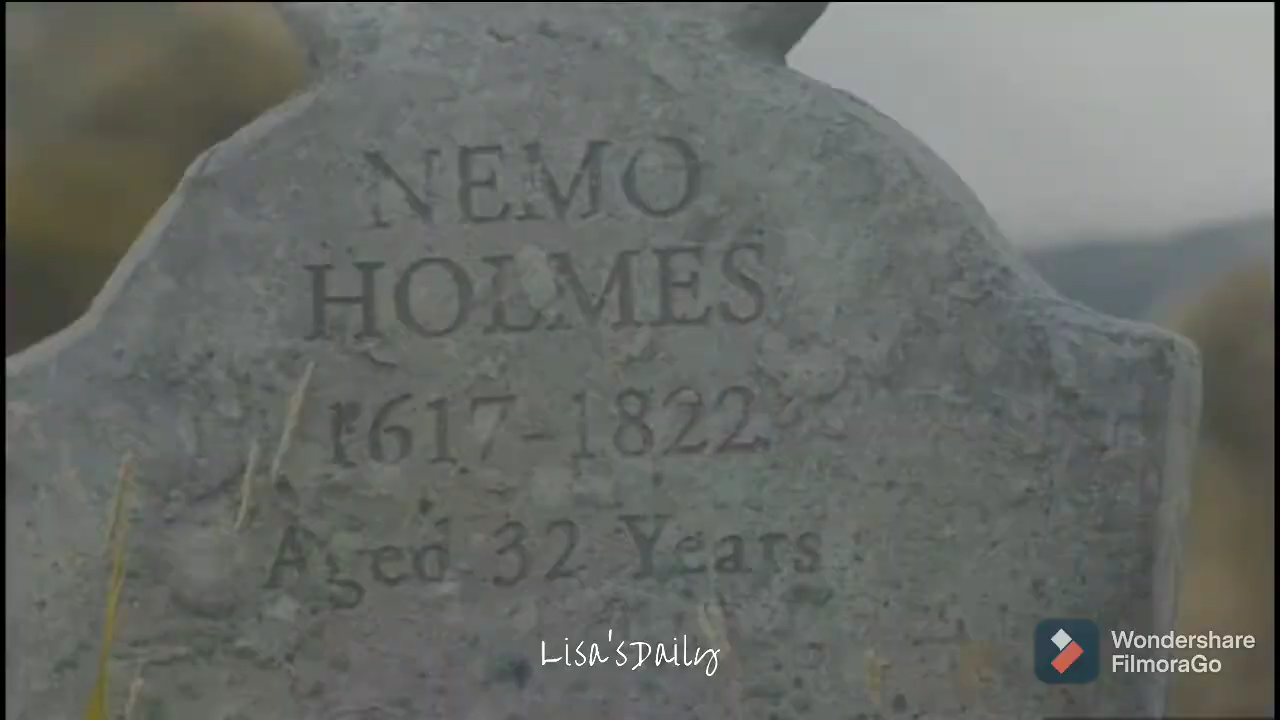 NEMO
HOLMES
1617-1822
Aged 32 Years
Lisa'sDaily
Wondershare
FilmoraGo